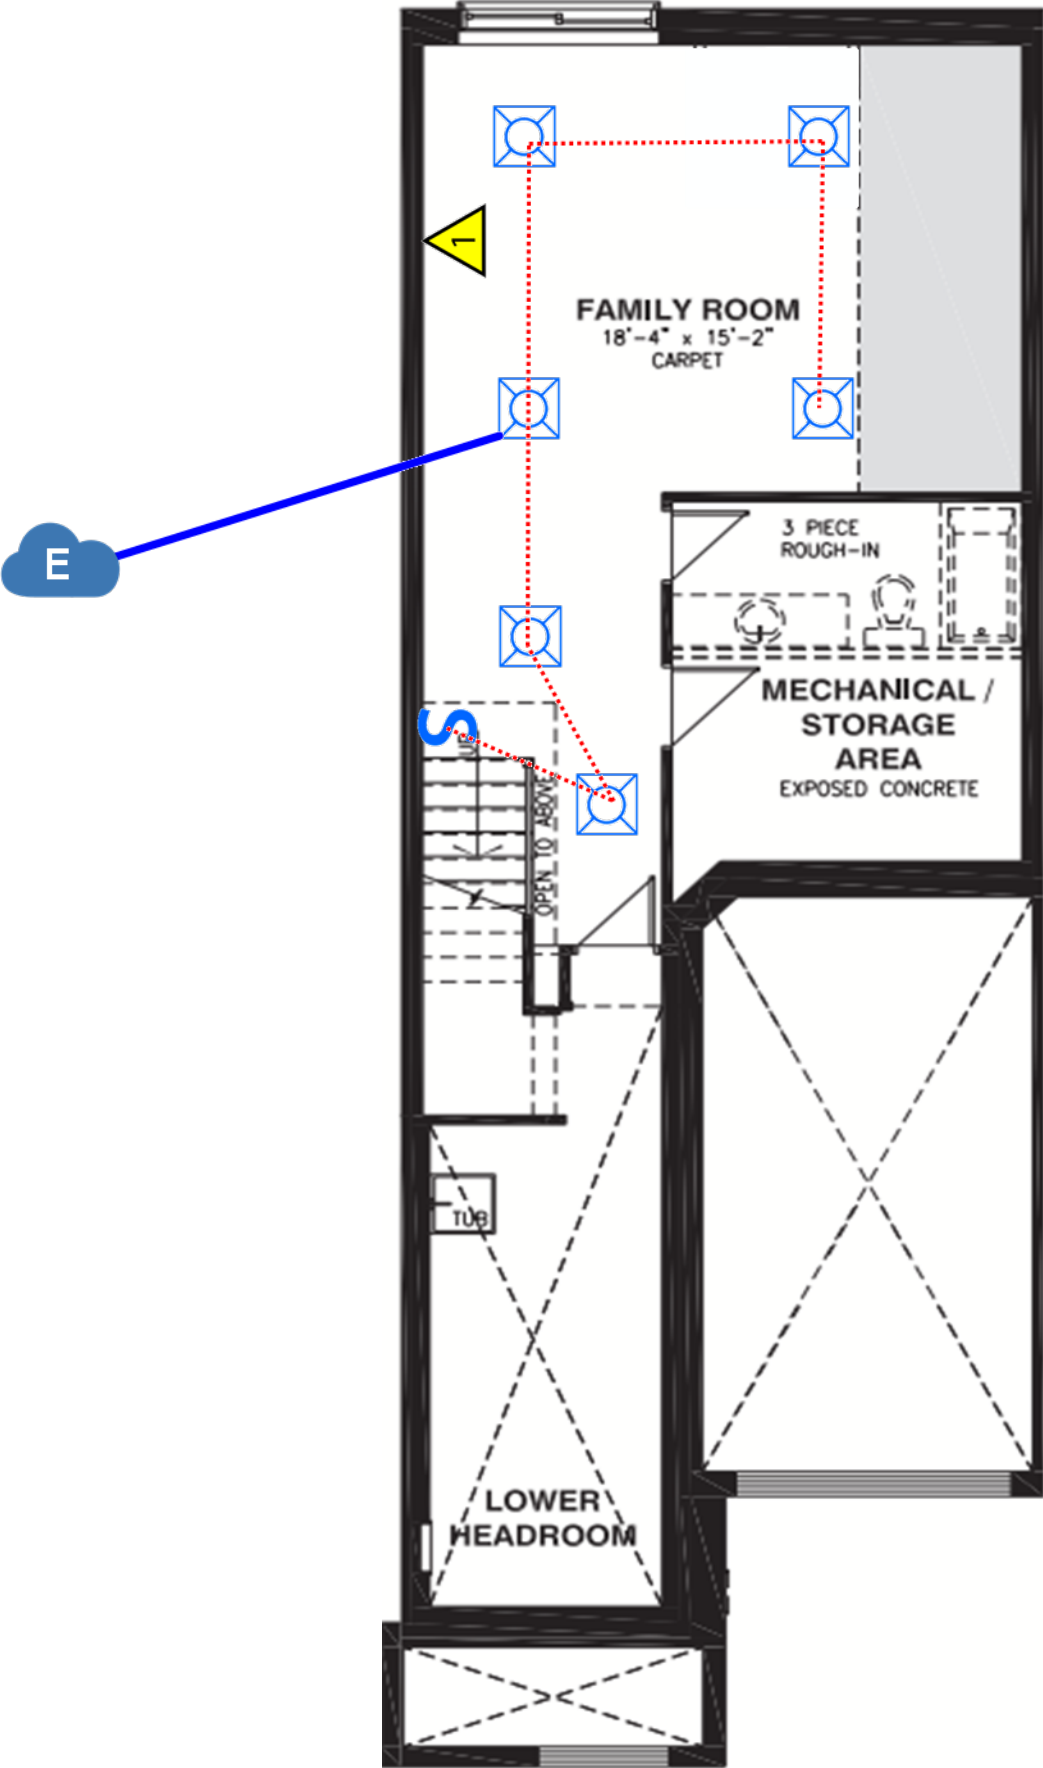 1
FAMILY ROOM
18'-4" x 15'-2"
CARPET
E
3 PIECE
ROUGH-IN
MECHANICAL /
STORAGE
AREA
EXPOSED CONCRETE
S
UP
OPEN TO ABOVE
TUB
LOWER
HEADROOM